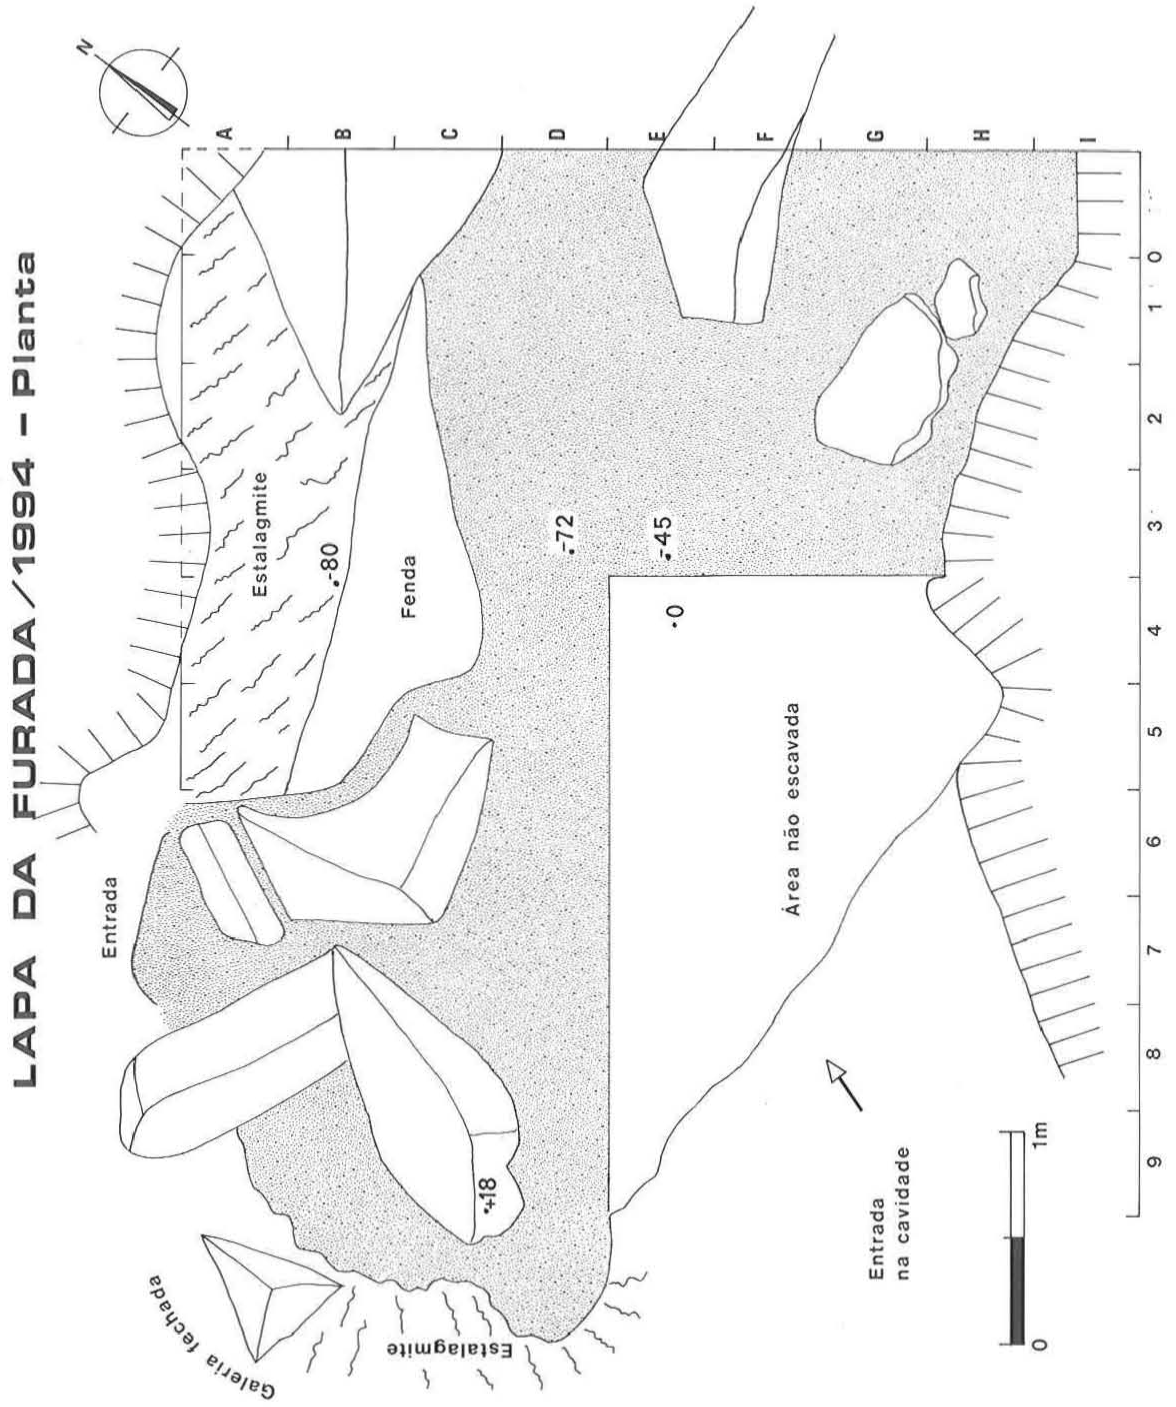 LAPA DA FURADA/1994 – Planta
N
A
B
C
D
E
F
G
H
I
0
1
2
3
4
5
6
7
8
9
Entrada
Estalagmite
.-80
Fenda
.-72
.-45
.0
Área não escavada
.+18
Galeria fechada
Estalagmite
Entrada
na cavidade
0
1m